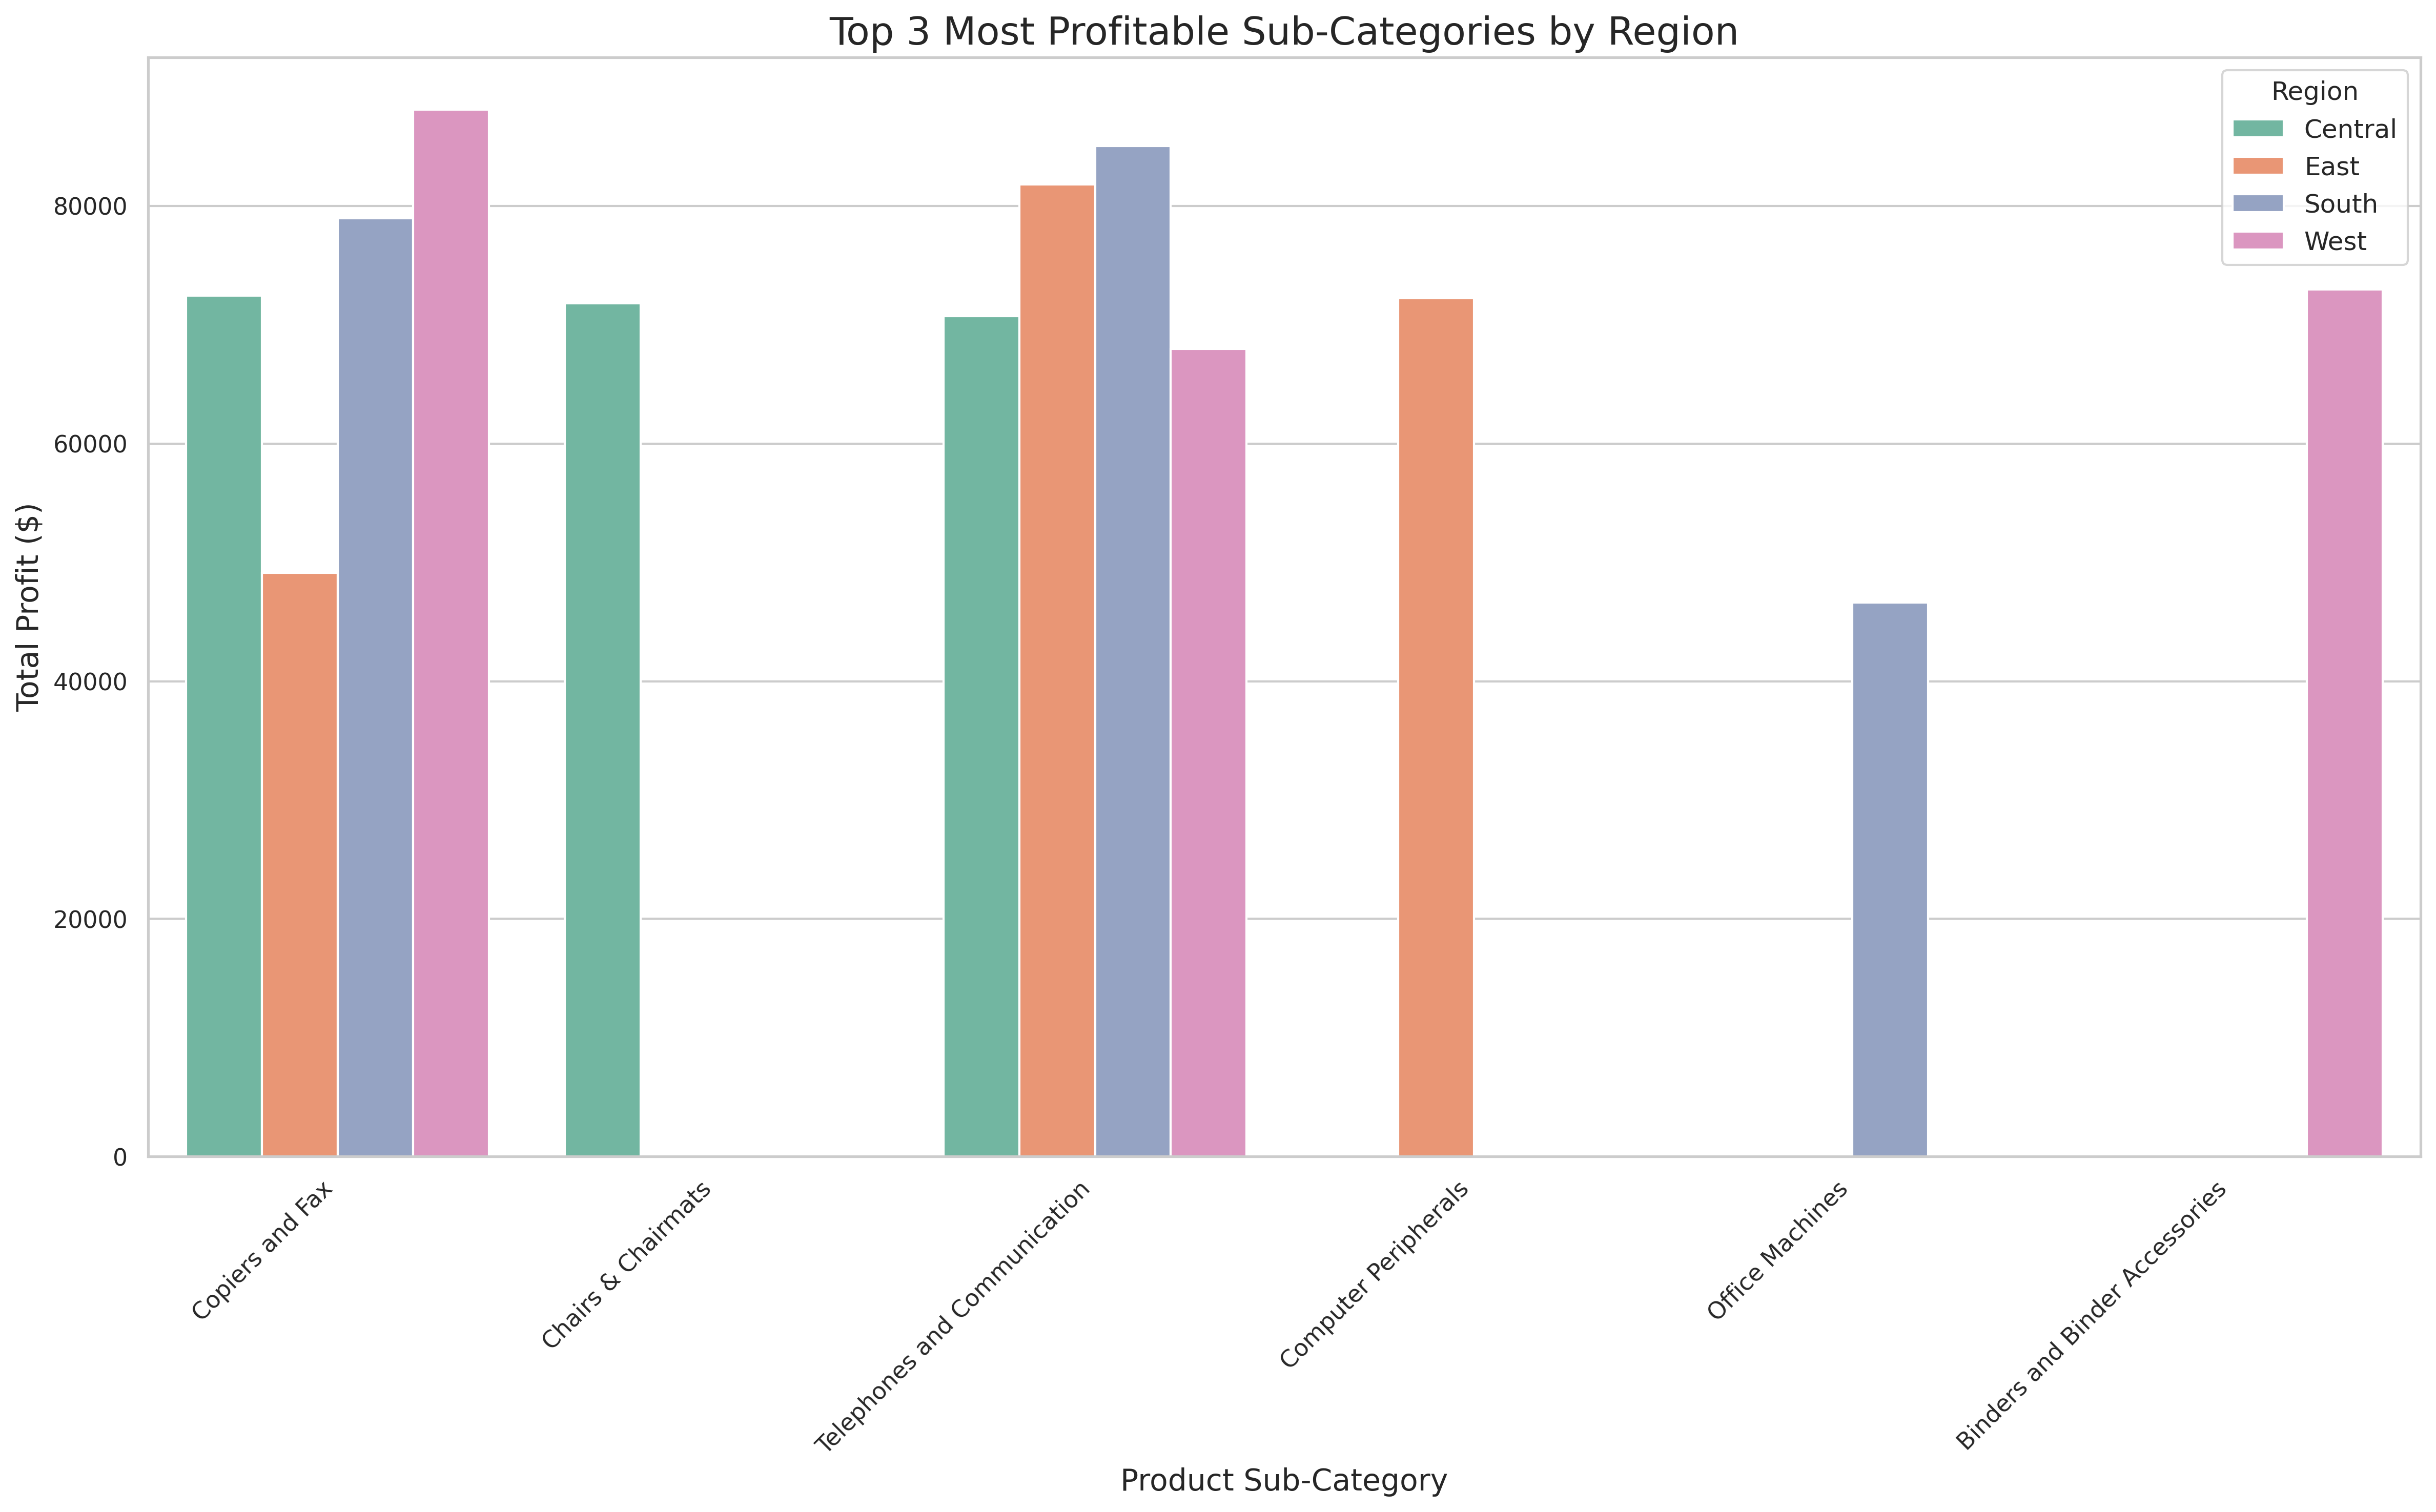 Top 3 Most Profitable Sub-Categories by Region
Region
Central
East
South
West
Total Profit ($)
80000
60000
40000
20000
0
Copiers and Fax
Chairs & Chairmats
Telephones and Communication
Computer Peripherals
Office Machines
Binders and Binder Accessories
Product Sub-Category